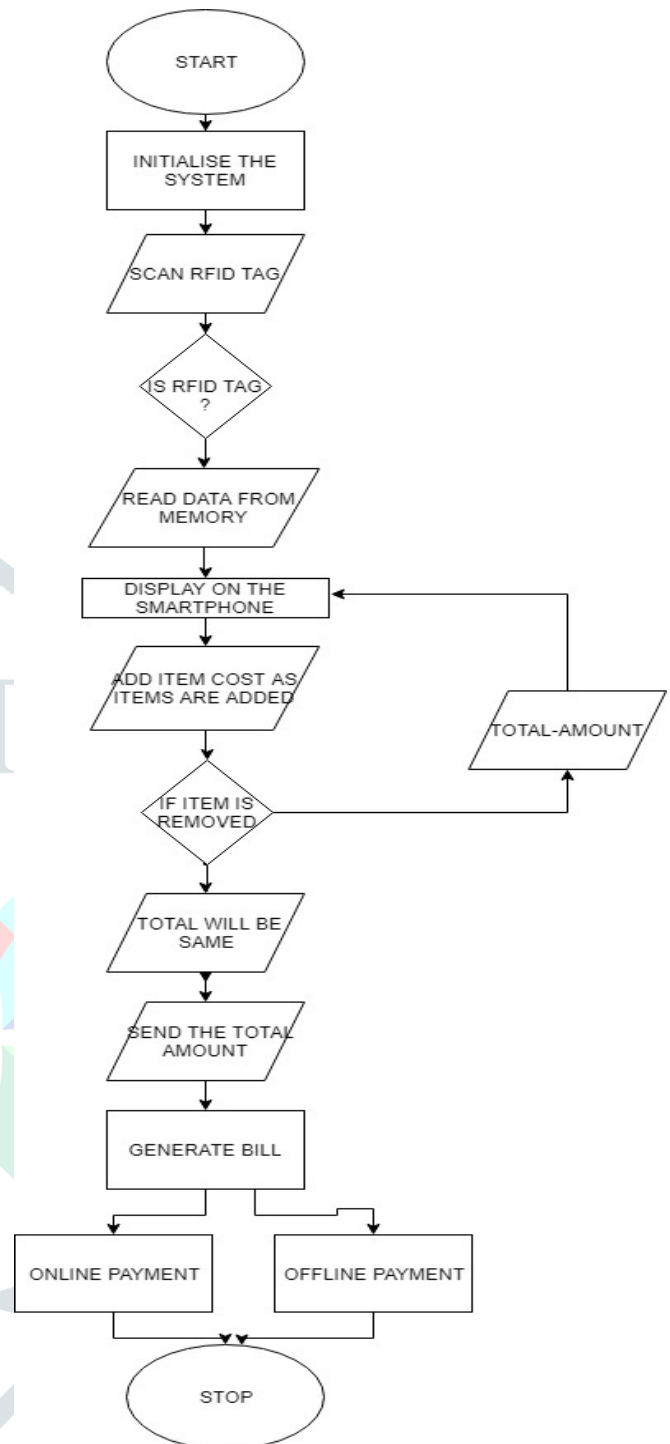 START
INITIALISE THE
SYSTEM
SCAN RFID TAG
IS RFID TAG
?
READ DATA FROM
MEMORY
DISPLAY ON THE
SMARTPHONE
ADD ITEM COST AS
ITEMS ARE ADDED
TOTAL-AMOUNT
IF ITEM IS
REMOVED
TOTAL WILL BE
SAME
SEND THE TOTAL
AMOUNT
GENERATE BILL
ONLINE PAYMENT
OFFLINE PAYMENT
STOP